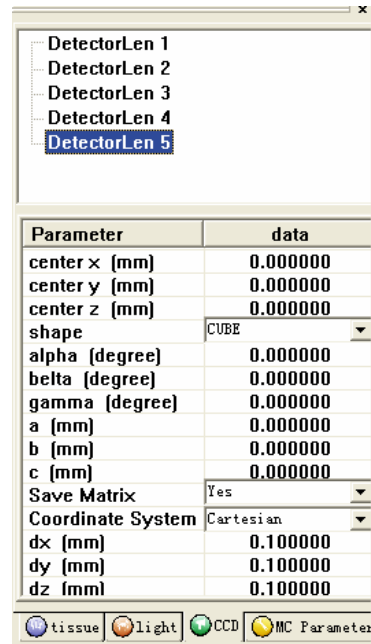 x
DetectorLen 1
DetectorLen 2
DetectorLen 3
DetectorLen 4
DetectorLen 5
Parameter data
center x (mm) 0.000000
center y (mm) 0.000000
center z (mm) 0.000000
shape CUBE
alpha (degree) 0.000000
belta (degree) 0.000000
gamma (degree) 0.000000
a (mm) 0.000000
b (mm) 0.000000
c (mm) 0.000000
Save Matrix Yes
Coordinate System Cartesian
dx (mm) 0.100000
dy (mm) 0.100000
dz (mm) 0.100000
tissue light CCD MC Parameter